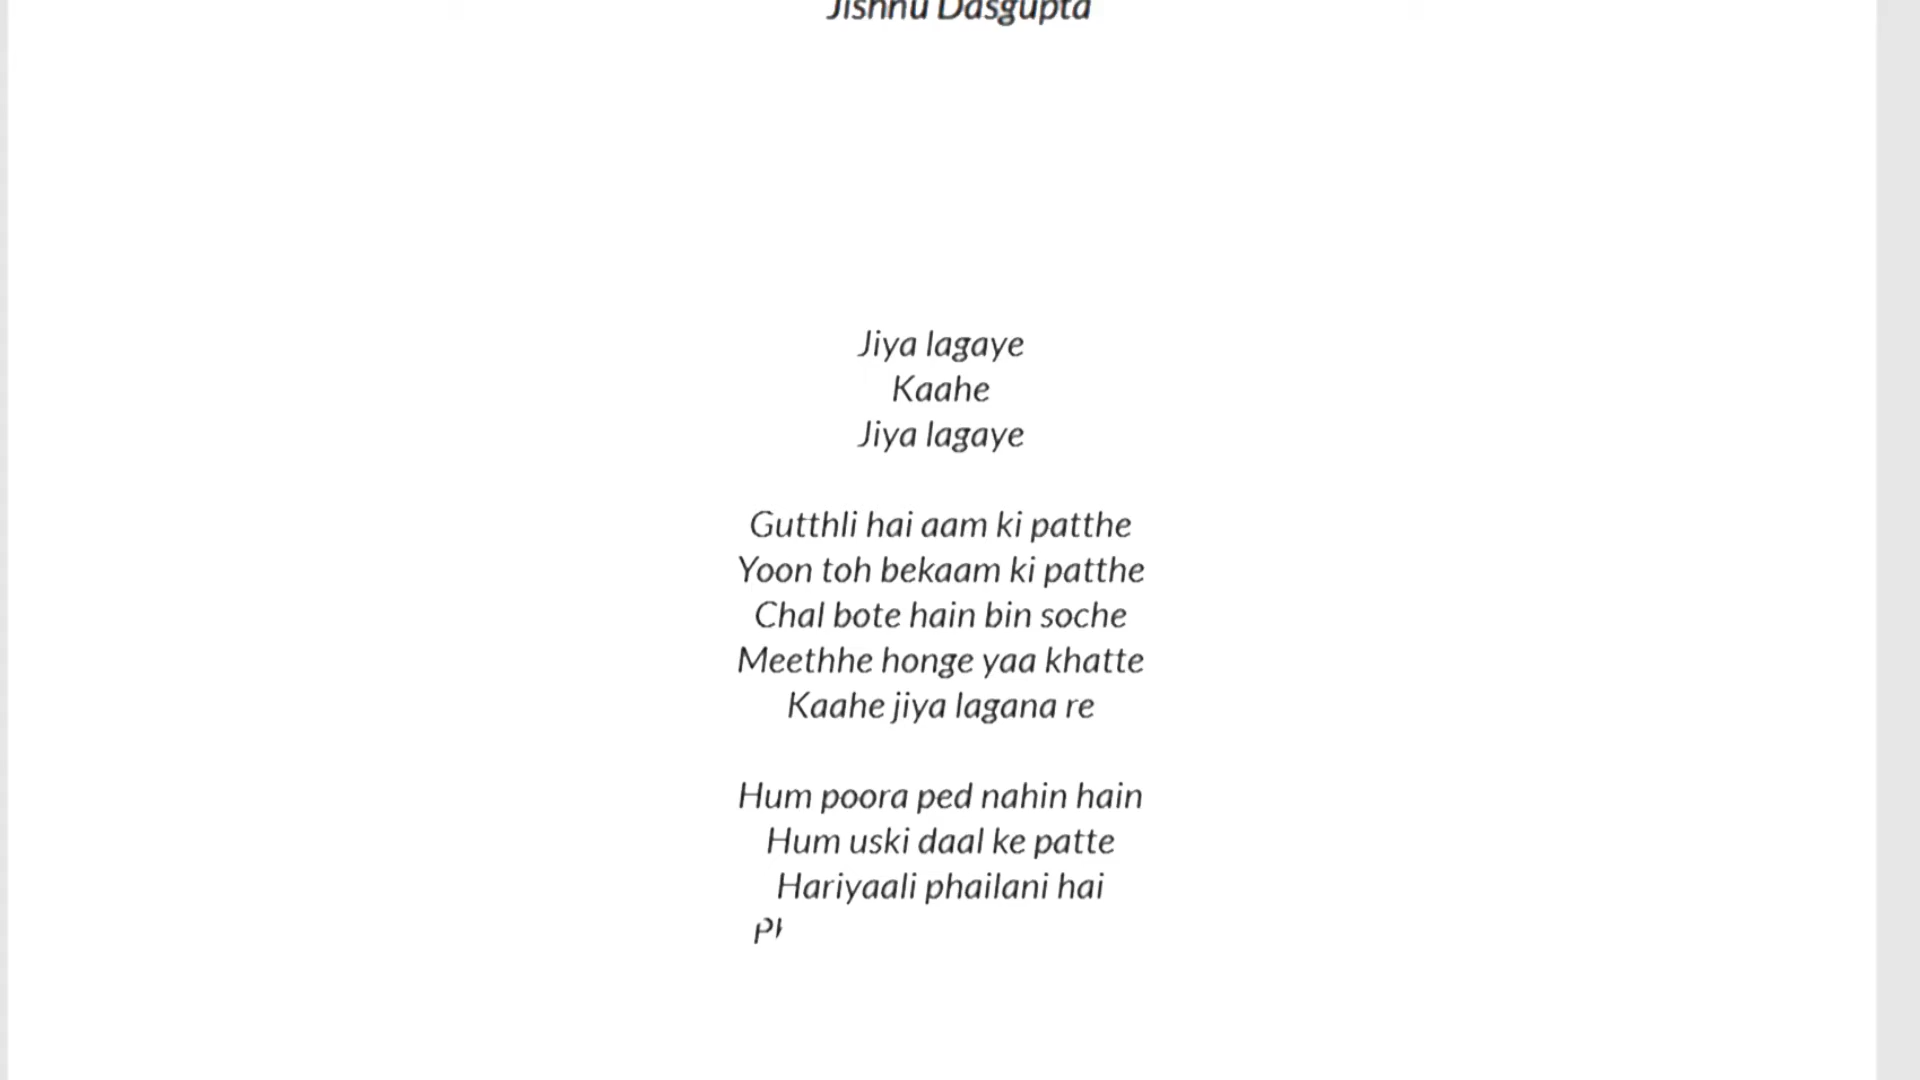 Jishnu Dasgupta
Jiya lagaye
Kaahe
Jiya lagaye
Gutthli hai aam ki patthe
Yoon toh bekaam ki patthe
Chal bote hain bin soche
Meethhe honge yaa khatte
Kaahe jiya lagana re
Hum poora ped nahin hain
Hum uski daal ke patte
Hariyaali phailani hai